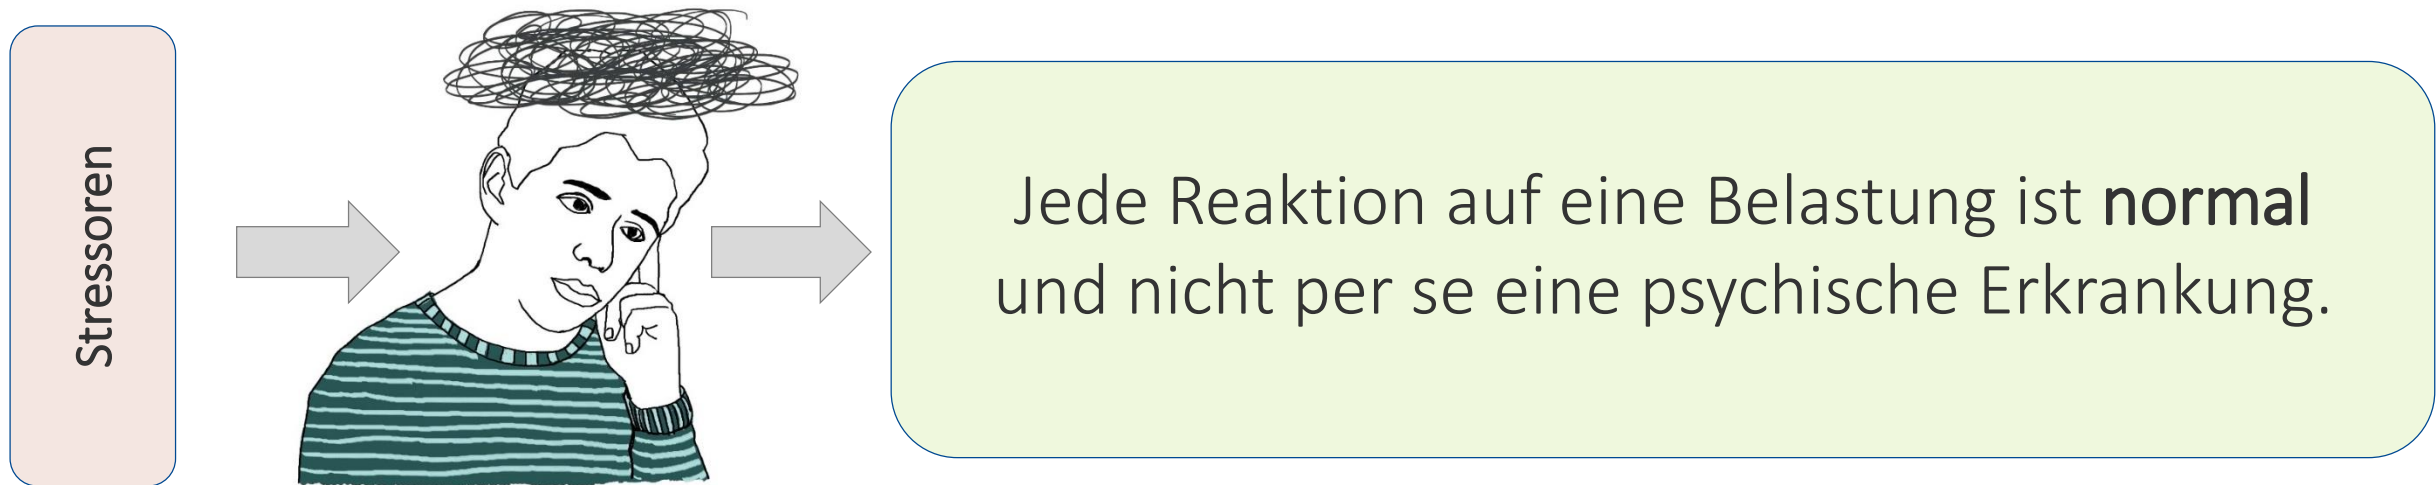 Stressoren
Jede Reaktion auf eine Belastung ist normal
und nicht per se eine psychische Erkrankung.